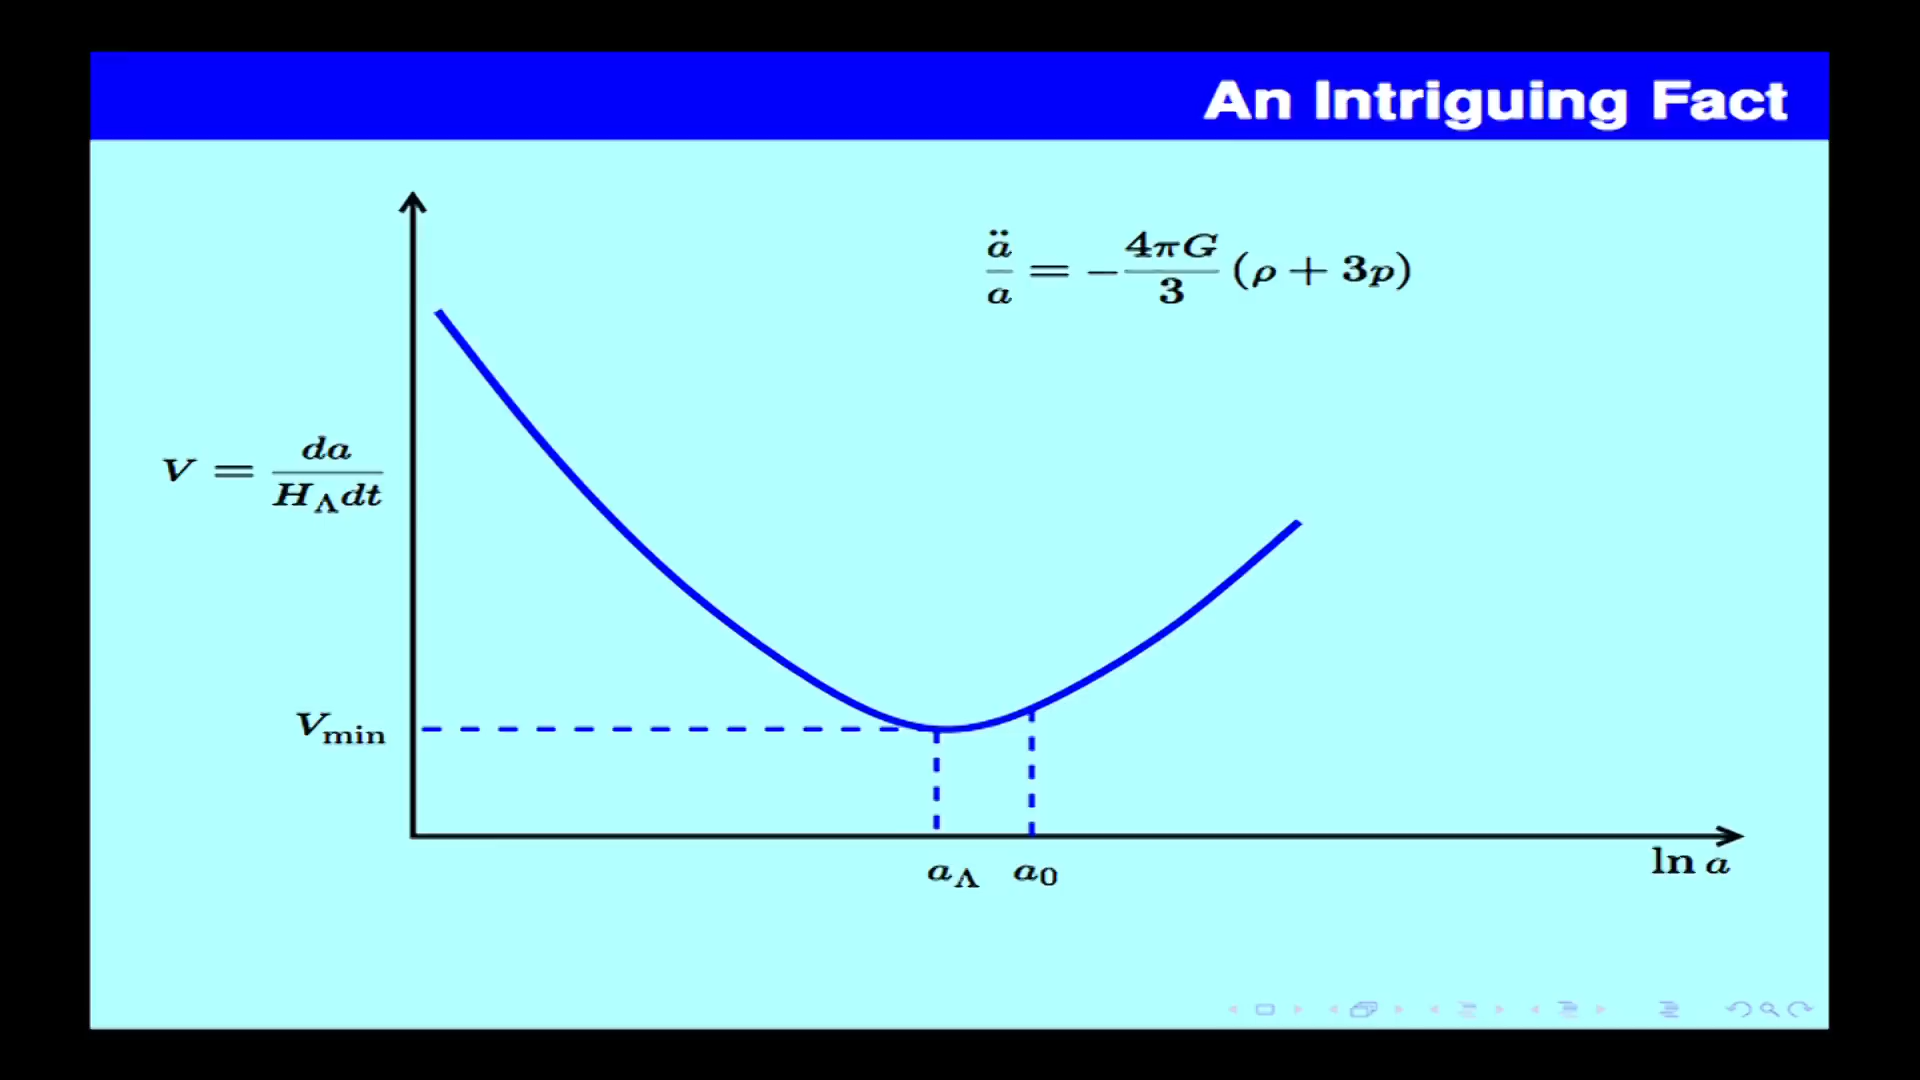 An Intriguing Fact
ä/a = −4πG/3 (ρ + 3p)
V = da/H_Λdt
V_min
a_Λ a_0
ln a